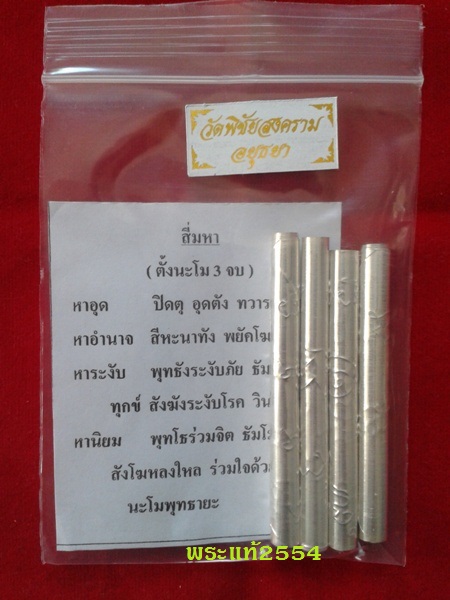 วัดพิชัยสงคราม
อยุธยา
สี่มหา
( ตั้งนะโม 3 จบ )
หาอุด ปิดตุ อุดตัง ทวาร
หาอำนาจ สีหะนาทัง พยัคโฆ
หาระงับ พุทธังระงับภัย ธัม
ทุกข์ สังฆังระงับโรค วิน
หานิยม พุทโธร่วมจิต ธัมโม
สังโฆหลงใหล ร่วมใจด้วย
นะโมพุทธายะ
พระแท้2554